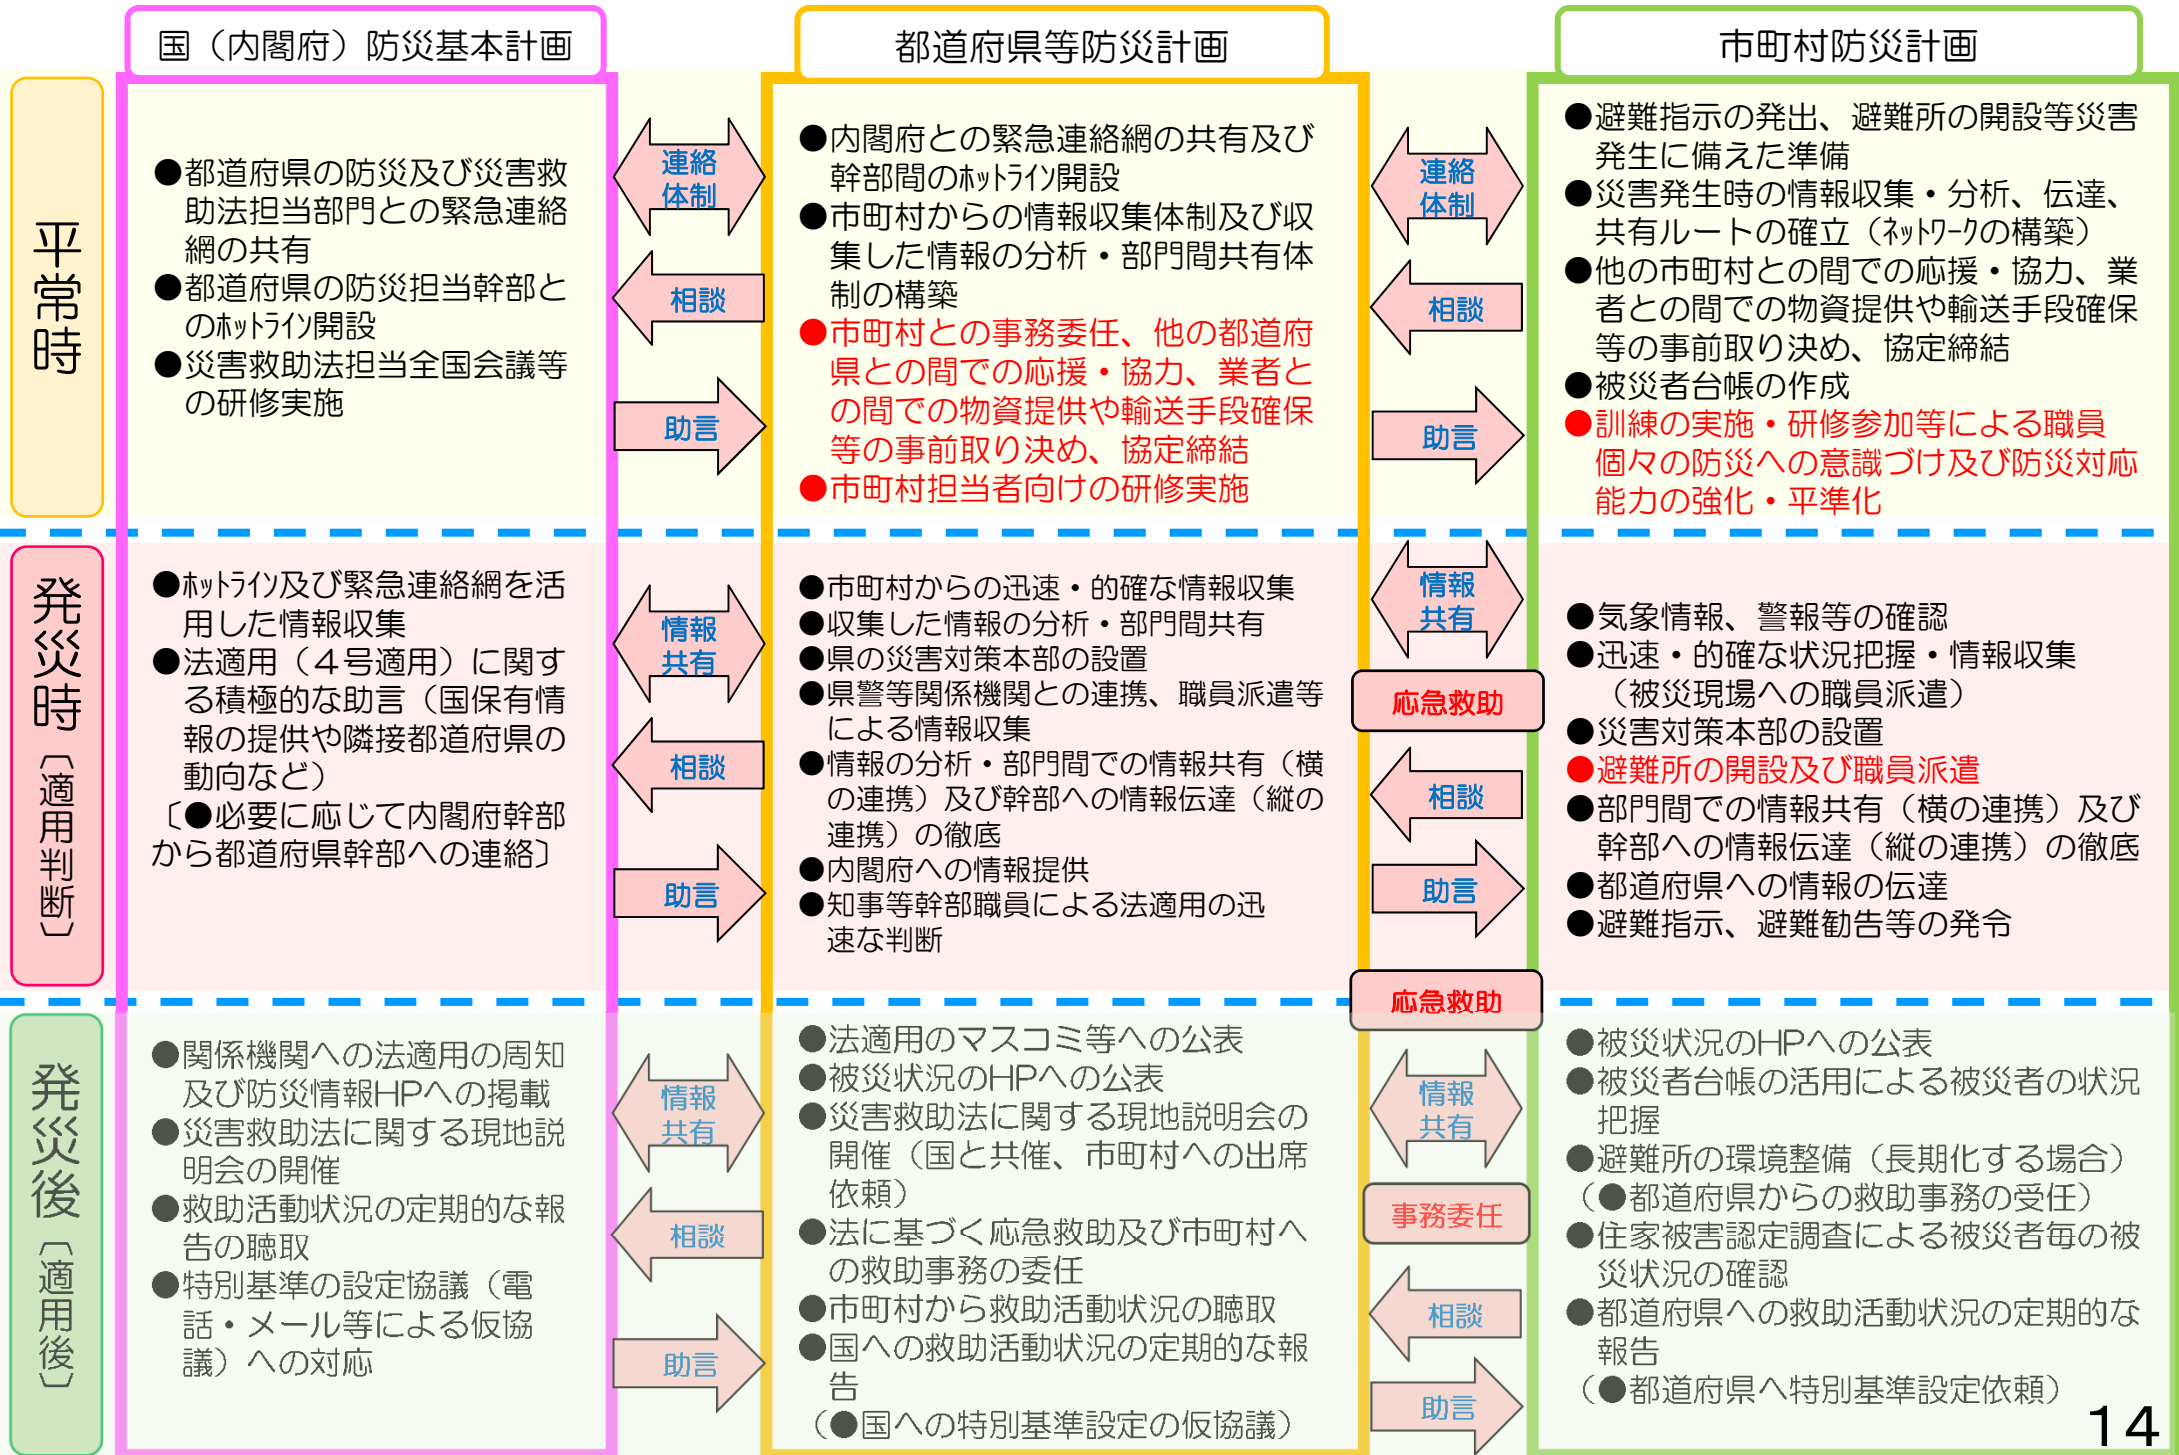 国（内閣府）防災基本計画
都道府県等防災計画
市町村防災計画
平常時
●都道府県の防災及び災害救
助法担当部門との緊急連絡
網の共有
●都道府県の防災担当幹部と
のﾎｯﾄﾗｲﾝ開設
●災害救助法担当全国会議等
の研修実施
連絡
体制
相談
助言
●内閣府との緊急連絡網の共有及び
幹部間のﾎｯﾄﾗｲﾝ開設
●市町村からの情報収集体制及び収
集した情報の分析・部門間共有体
制の構築
●市町村との事務委任、他の都道府
県との間での応援・協力、業者と
の間での物資提供や輸送手段確保
等の事前取り決め、協定締結
●市町村担当者向けの研修実施
連絡
体制
相談
助言
●避難指示の発出、避難所の開設等災害
発生に備えた準備
●災害発生時の情報収集・分析、伝達、
共有ルートの確立（ﾈｯﾄﾜｰｸの構築）
●他の市町村との間での応援・協力、業
者との間での物資提供や輸送手段確保
等の事前取り決め、協定締結
●被災者台帳の作成
●訓練の実施・研修参加等による職員
個々の防災への意識づけ及び防災対応
能力の強化・平準化
発災時〔適用判断〕
●ﾎｯﾄﾗｲﾝ及び緊急連絡網を活
用した情報収集
●法適用（４号適用）に関す
る積極的な助言（国保有情
報の提供や隣接都道府県の
動向など）
〔●必要に応じて内閣府幹部
から都道府県幹部への連絡〕
情報
共有
相談
助言
●市町村からの迅速・的確な情報収集
●収集した情報の分析・部門間共有
●県の災害対策本部の設置
●県警等関係機関との連携、職員派遣等
による情報収集
●情報の分析・部門間での情報共有（横
の連携）及び幹部への情報伝達（縦の
連携）の徹底
●内閣府への情報提供
●知事等幹部職員による法適用の迅
速な判断
情報
共有
応急救助
相談
助言
応急救助
●気象情報、警報等の確認
●迅速・的確な状況把握・情報収集
（被災現場への職員派遣）
●災害対策本部の設置
●避難所の開設及び職員派遣
●部門間での情報共有（横の連携）及び
幹部への情報伝達（縦の連携）の徹底
●都道府県への情報の伝達
●避難指示、避難勧告等の発令
発災後〔適用後〕
●関係機関への法適用の周知
及び防災情報HPへの掲載
●災害救助法に関する現地説
明会の開催
●救助活動状況の定期的な報
告の聴取
●特別基準の設定協議（電
話・メール等による仮協
議）への対応
情報
共有
相談
助言
●法適用のマスコミ等への公表
●被災状況のHPへの公表
●災害救助法に関する現地説明会の
開催（国と共催、市町村への出席
依頼）
●法に基づく応急救助及び市町村へ
の救助事務の委任
●市町村から救助活動状況の聴取
●国への救助活動状況の定期的な報
告
（●国への特別基準設定の仮協議）
情報
共有
事務委任
相談
助言
●被災状況のHPへの公表
●被災者台帳の活用による被災者の状況
把握
●避難所の環境整備（長期化する場合）
（●都道府県からの救助事務の受任）
●住家被害認定調査による被災者毎の被
災状況の確認
●都道府県への救助活動状況の定期的な
報告
（●都道府県へ特別基準設定依頼）
14